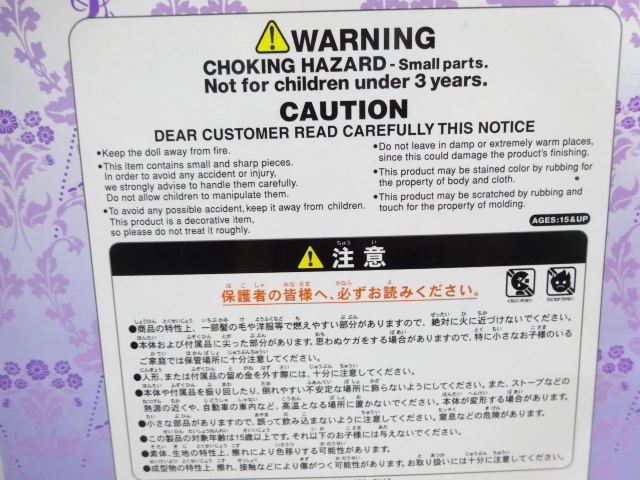 WARNING
CHOKING HAZARD - Small parts.
Not for children under 3 years.
CAUTION
DEAR CUSTOMER READ CAREFULLY THIS NOTICE
•Keep the doll away from fire.
•This item contains small and sharp pieces.
In order to avoid any accident or injury,
we strongly advise to handle them carefully.
Do not allow children to manipulate them.
•To avoid any possible accident, keep it away from children.
This product is a decorative item,
so please do not treat it roughly.
•Do not leave in damp or extremely warm places,
since this could damage the product's finishing.
•This product may be stained color by rubbing for
the property of body and cloth.
•This product may be scratched by rubbing and
touch for the property of molding.
AGES:15&UP
注意
保護者の皆様へ、必ずお読みください。
●商品の特性上、一部髪の毛や洋服等で燃えやすい部分がありますので、絶対に火に近づけないでください。
●本体および付属品に尖った部分があります。思わぬケガをする場合がありますので、特に小さなお子様のいる
ご家庭では保管場所に十分注意してください。
●人形、または付属品の留め金を外す際には、十分に注意してください。
●本体や付属品を振り回したり、倒れやすい不安定な場所に飾らないようにしてください。また、ストーブなどの
熱源の近くや、自動車の車内など、高温となる場所に置かないでください。本体が変形する場合があります。
●小さな部品がありますので、誤って飲み込まないように注意してください。窒息などの危険があります。
●この製品の対象年齢は15歳以上です。それ以下のお子様には与えないでください。
●素体、生地の特性上、擦れにより色移りする可能性があります。
●成型物の特性上、擦れ、接触などにより傷がつく可能性があります。お取り扱いには十分に注意してください。